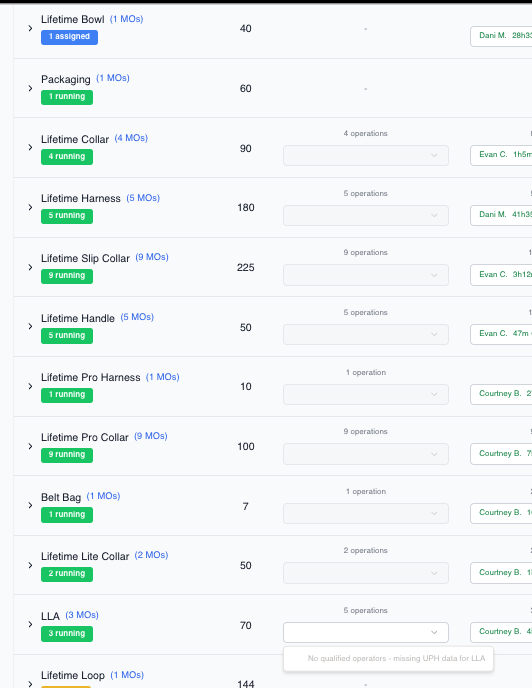 Lifetime Bowl (1 MOs)
1 assigned
40
-
Dani M.
Packaging (1 MOs)
1 running
60
-
4 operations
Lifetime Collar (4 MOs)
4 running
90
Evan C. 1h5m
5 operations
Lifetime Harness (5 MOs)
5 running
180
Dani M.
9 operations
Lifetime Slip Collar (9 MOs)
9 running
225
Evan C. 3h12
5 operations
Lifetime Handle (5 MOs)
5 running
50
Evan C. 47m
1 operation
Lifetime Pro Harness (1 MOs)
1 running
10
Courtney B.
9 operations
Lifetime Pro Collar (9 MOs)
9 running
100
Courtney B.
1 operation
Belt Bag (1 MOs)
1 running
7
Courtney B.
2 operations
Lifetime Lite Collar (2 MOs)
2 running
50
Courtney B.
5 operations
LLA (3 MOs)
3 running
70
Courtney B.
No qualified operators - missing UPH data for LLA
Lifetime Loop (1 MOs)
144
-